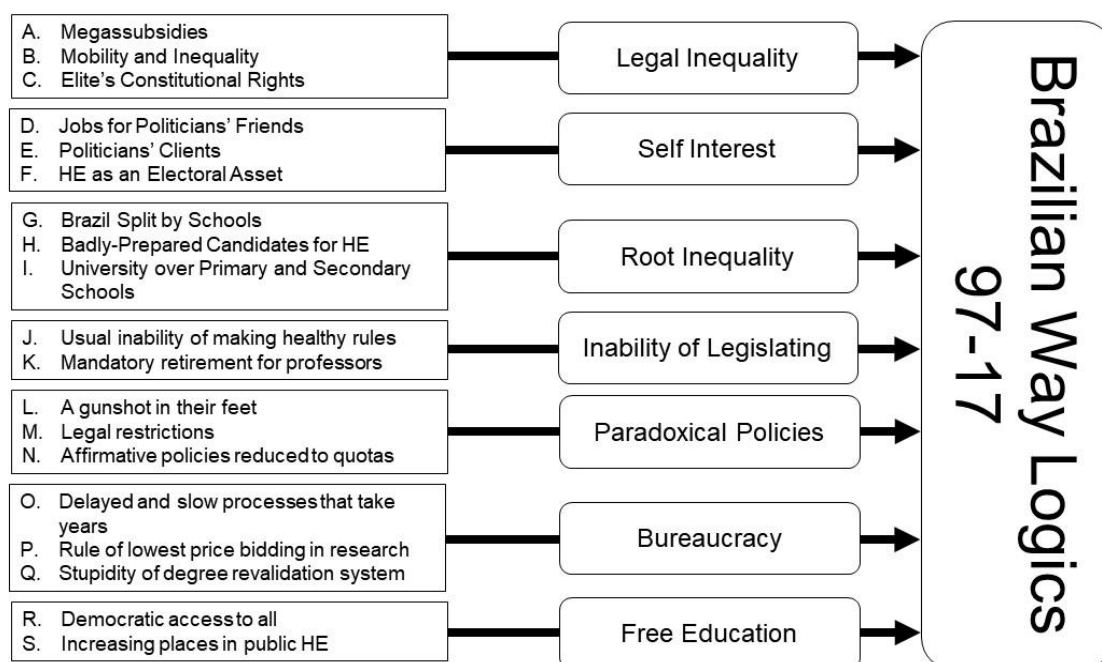 A. Megassubsidies
B. Mobility and Inequality
C. Elite's Constitutional Rights
Legal Inequality
D. Jobs for Politicians' Friends
E. Politicians' Clients
F. HE as an Electoral Asset
Self Interest
G. Brazil Split by Schools
H. Badly-Prepared Candidates for HE
I. University over Primary and Secondary
Schools
Root Inequality
J. Usual inability of making healthy rules
K. Mandatory retirement for professors
Inability of Legislating
L. A gunshot in their feet
M. Legal restrictions
N. Affirmative policies reduced to quotas
Paradoxical Policies
O. Delayed and slow processes that take
years
P. Rule of lowest price bidding in research
Q. Stupidity of degree revalidation system
Bureaucracy
R. Democratic access to all
S. Increasing places in public HE
Free Education
Brazilian Way Logics
97-17